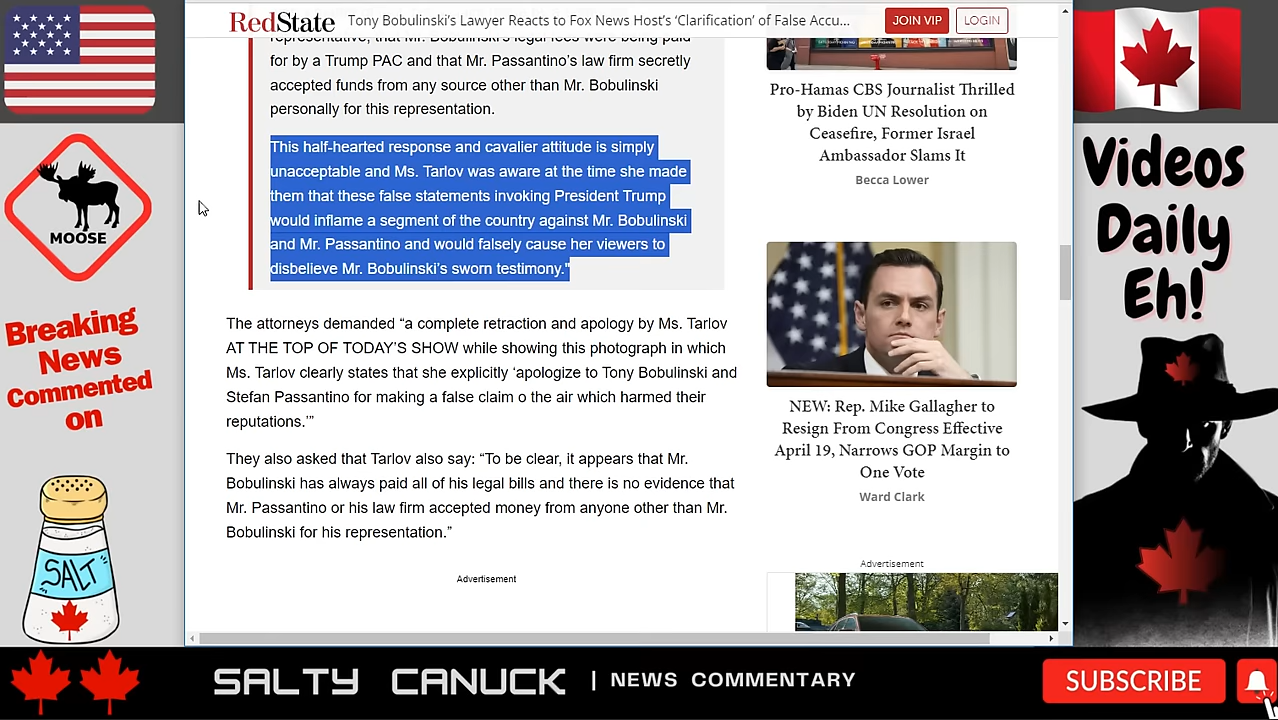 RedState
Tony Bobulinski’s Lawyer Reacts to Fox News Host’s ‘Clarification’ of False Accu...
JOIN VIP
LOGIN
representative, that Mr. Bobulinski's legal fees were being paid
for by a Trump PAC and that Mr. Passantino’s law firm secretly
accepted funds from any source other than Mr. Bobulinski
personally for this representation.
This half-hearted response and cavalier attitude is simply
unacceptable and Ms. Tarlov was aware at the time she made
them that these false statements invoking President Trump
would inflame a segment of the country against Mr. Bobulinski
and Mr. Passantino and would falsely cause her viewers to
disbelieve Mr. Bobulinski’s sworn testimony."
The attorneys demanded “a complete retraction and apology by Ms. Tarlov
AT THE TOP OF TODAY’S SHOW while showing this photograph in which
Ms. Tarlov clearly states that she explicitly ‘apologize to Tony Bobulinski and
Stefan Passantino for making a false claim o the air which harmed their
reputations.’”
They also asked that Tarlov also say: “To be clear, it appears that Mr.
Bobulinski has always paid all of his legal bills and there is no evidence that
Mr. Passantino or his law firm accepted money from anyone other than Mr.
Bobulinski for his representation.”
Advertisement
Pro-Hamas CBS Journalist Thrilled
by Biden UN Resolution on
Ceasefire, Former Israel
Ambassador Slams It
Becca Lower
NEW: Rep. Mike Gallagher to
Resign From Congress Effective
April 19, Narrows GOP Margin to
One Vote
Ward Clark
Advertisement
MOOSE
Breaking
News
Commented
on
SALT
Videos
Daily
Eh!
SALTY CANUCK | NEWS COMMENTARY
SUBSCRIBE